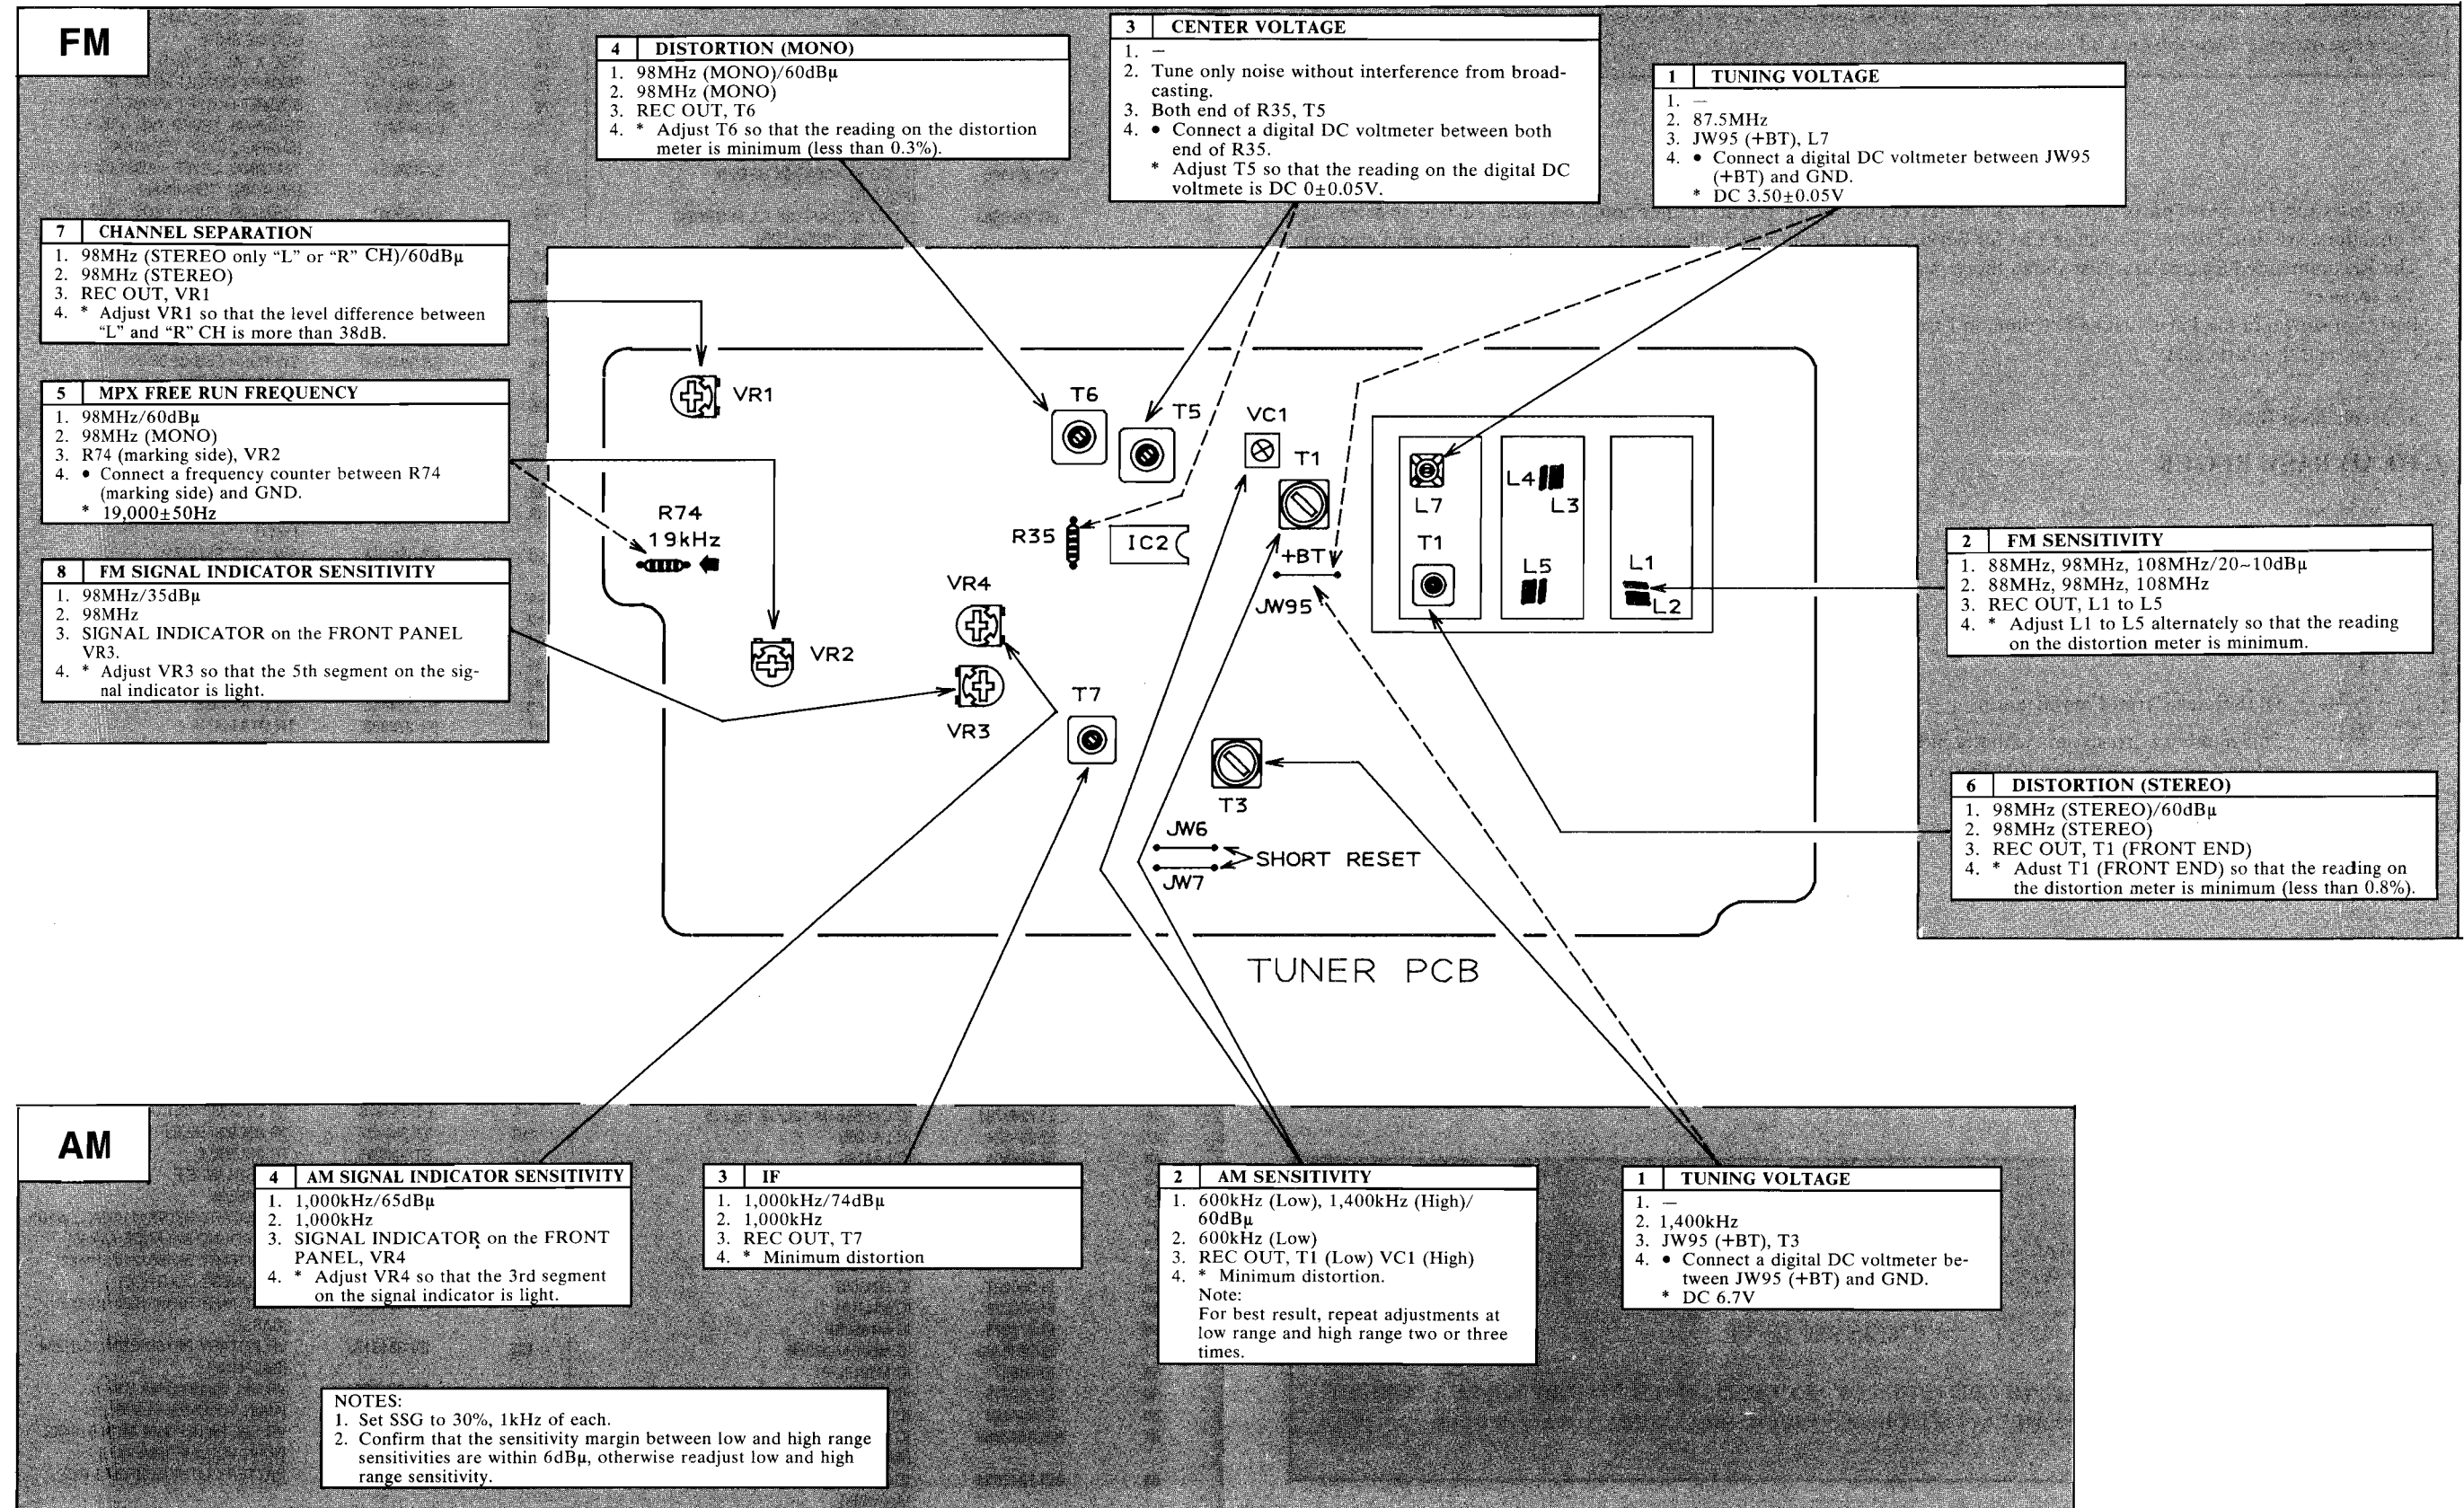 FM
4 DISTORTION (MONO)
1. 98MHz (MONO)/60dBμ
2. 98MHz (MONO)
3. REC OUT, T6
4. * Adjust T6 so that the reading on the distortion
meter is minimum (less than 0.3%).
3 CENTER VOLTAGE
1. —
2. Tune only noise without interference from broad-
casting.
3. Both end of R35, T5
4. • Connect a digital DC voltmeter between both
end of R35.
* Adjust T5 so that the reading on the digital DC
voltmete is DC 0±0.05V.
1 TUNING VOLTAGE
1. —
2. 87.5MHz
3. JW95 (+BT), L7
4. • Connect a digital DC voltmeter between JW95
(+BT) and GND.
* DC 3.50±0.05V
7 CHANNEL SEPARATION
1. 98MHz (STEREO only “L” or “R” CH)/60dBμ
2. 98MHz (STEREO)
3. REC OUT, VR1
4. * Adjust VR1 so that the level difference between
“L” and “R” CH is more than 38dB.
5 MPX FREE RUN FREQUENCY
1. 98MHz/60dBμ
2. 98MHz (MONO)
3. R74 (marking side), VR2
4. • Connect a frequency counter between R74
(marking side) and GND.
* 19,000±50Hz
8 FM SIGNAL INDICATOR SENSITIVITY
1. 98MHz/35dBμ
2. 98MHz
3. SIGNAL INDICATOR on the FRONT PANEL
VR3.
4. * Adjust VR3 so that the 5th segment on the sig-
nal indicator is light.
VR1
T6
T5
VC1
T1
L7
L4
L3
R74
19kHz
R35
IC2
+BT
JW95
T1
L5
L1
L2
VR4
VR2
VR3
T7
T3
JW6
SHORT RESET
JW7
TUNER PCB
2 FM SENSITIVITY
1. 88MHz, 98MHz, 108MHz/20~10dBμ
2. 88MHz, 98MHz, 108MHz
3. REC OUT, L1 to L5
4. * Adjust L1 to L5 alternately so that the reading
on the distortion meter is minimum.
6 DISTORTION (STEREO)
1. 98MHz (STEREO)/60dBμ
2. 98MHz (STEREO)
3. REC OUT, T1 (FRONT END)
4. * Adust T1 (FRONT END) so that the reading on
the distortion meter is minimum (less than 0.8%).
AM
4 AM SIGNAL INDICATOR SENSITIVITY
1. 1,000kHz/65dBμ
2. 1,000kHz
3. SIGNAL INDICATOR on the FRONT
PANEL, VR4
4. * Adjust VR4 so that the 3rd segment
on the signal indicator is light.
3 IF
1. 1,000kHz/74dBμ
2. 1,000kHz
3. REC OUT, T7
4. * Minimum distortion
2 AM SENSITIVITY
1. 600kHz (Low), 1,400kHz (High)/
60dBμ
2. 600kHz (Low)
3. REC OUT, T1 (Low) VC1 (High)
4. * Minimum distortion.
Note:
For best result, repeat adjustments at
low range and high range two or three
times.
1 TUNING VOLTAGE
1. —
2. 1,400kHz
3. JW95 (+BT), T3
4. • Connect a digital DC voltmeter be-
tween JW95 (+BT) and GND.
* DC 6.7V
NOTES:
1. Set SSG to 30%, 1kHz of each.
2. Confirm that the sensitivity margin between low and high range
sensitivities are within 6dBμ, otherwise readjust low and high
range sensitivity.